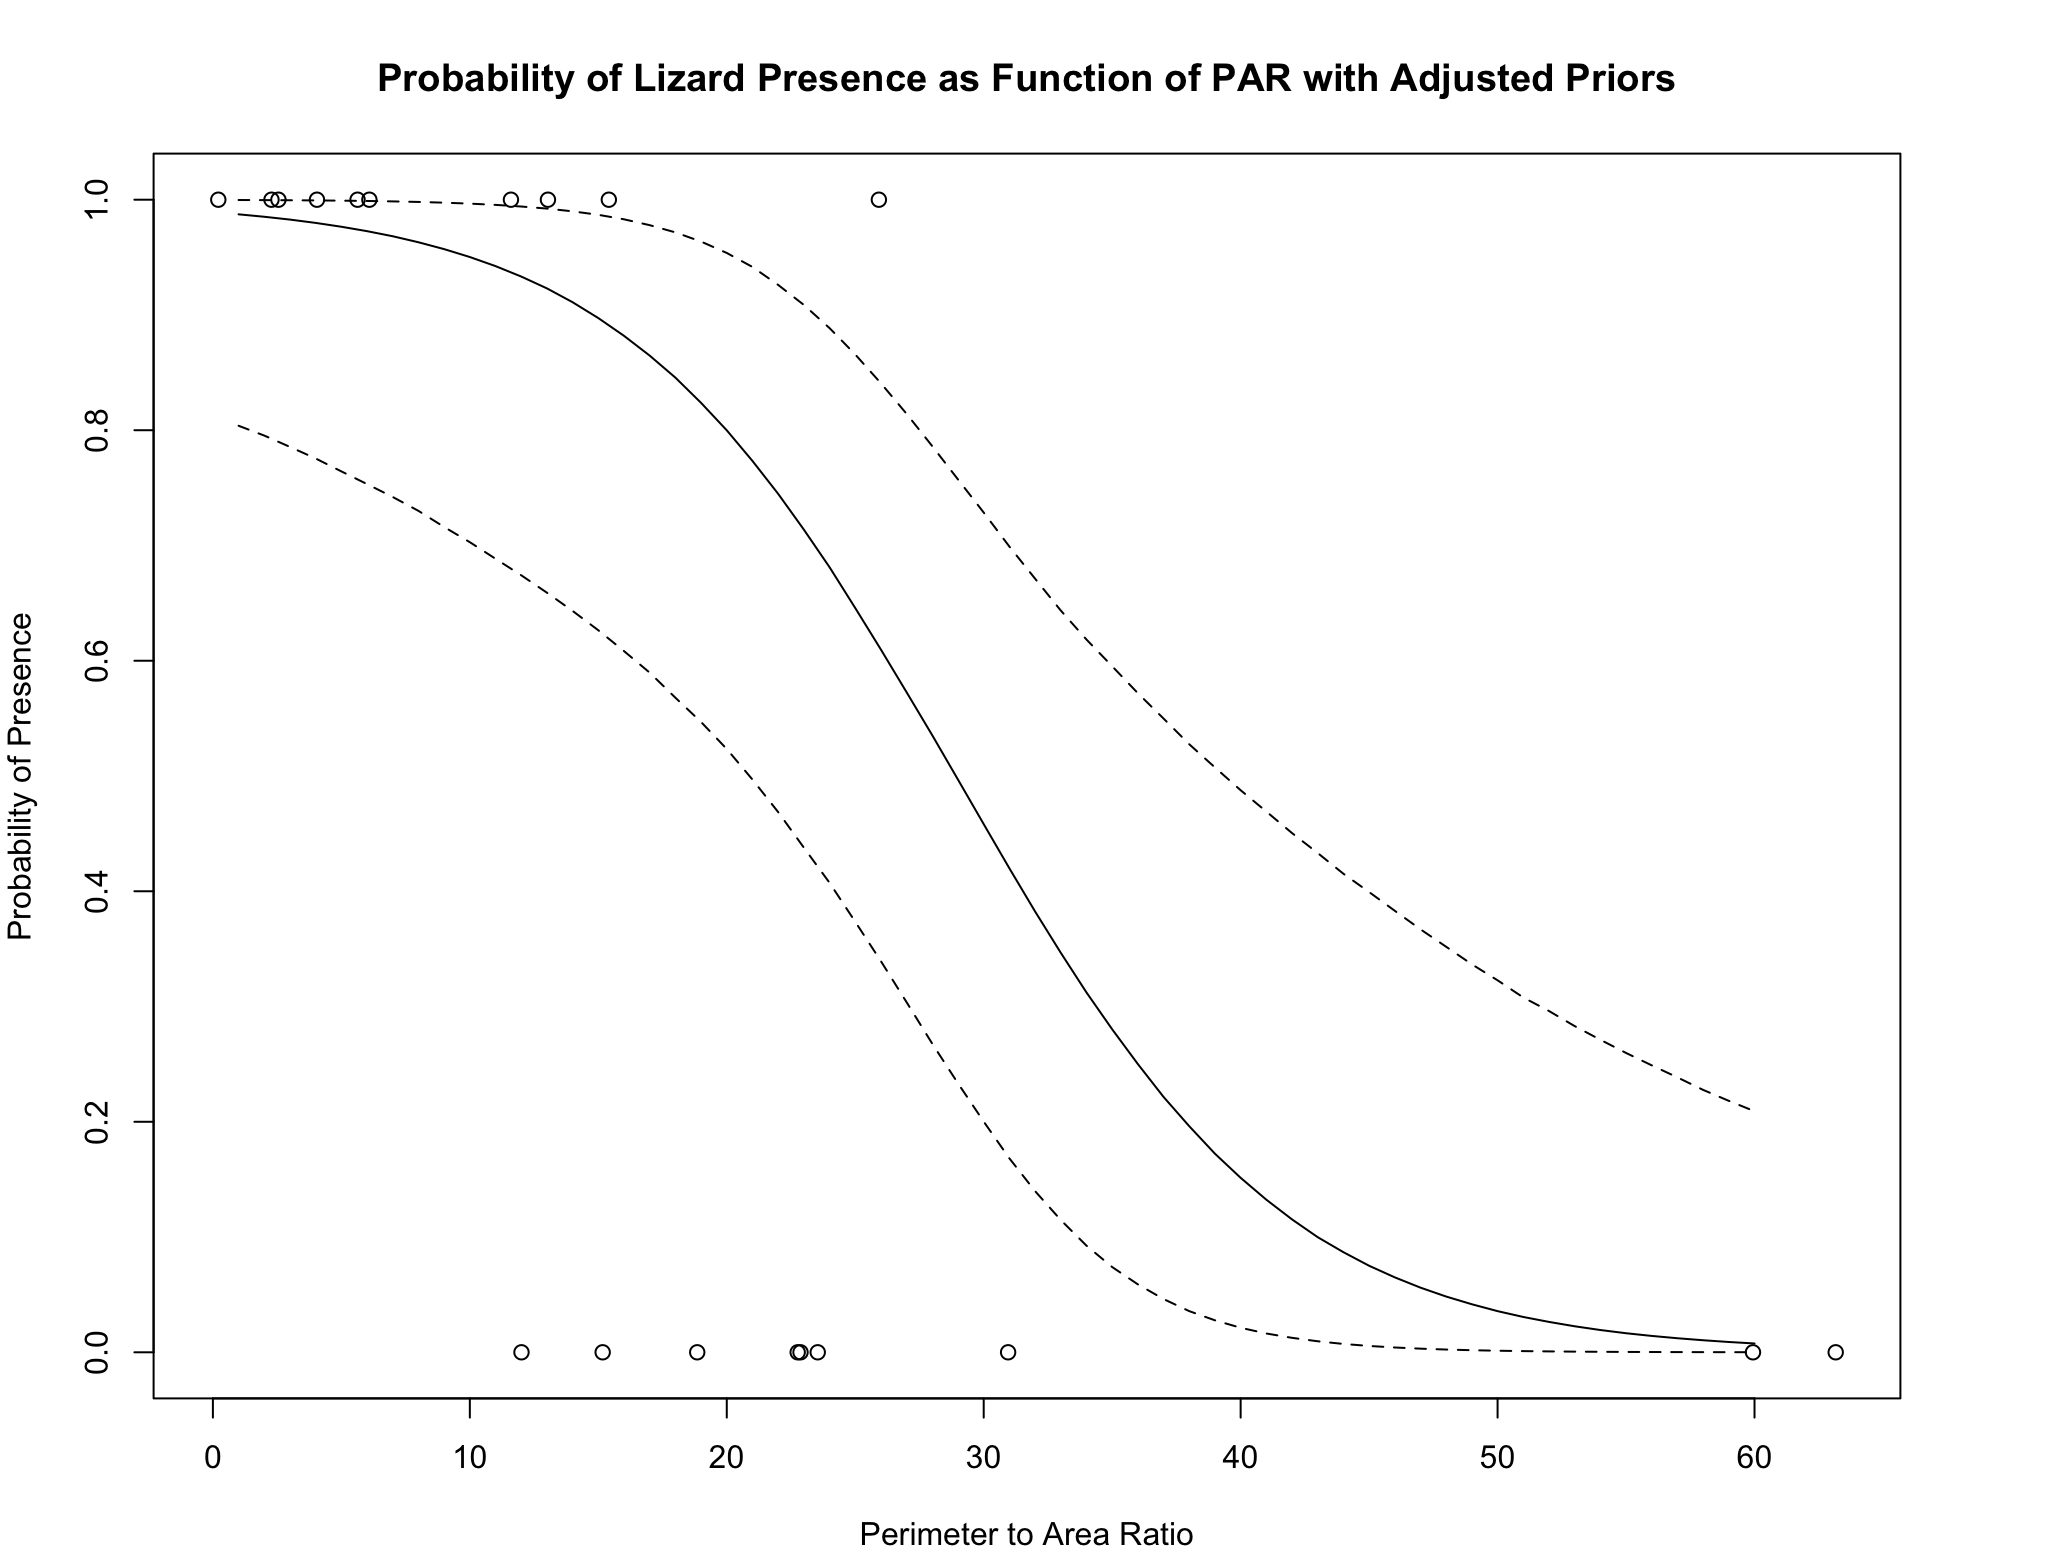 Probability of Lizard Presence as Function of PAR with Adjusted Priors
Probability of Presence
1.0
0.8
0.6
0.4
0.2
0.0
0 10 20 30 40 50 60
Perimeter to Area Ratio